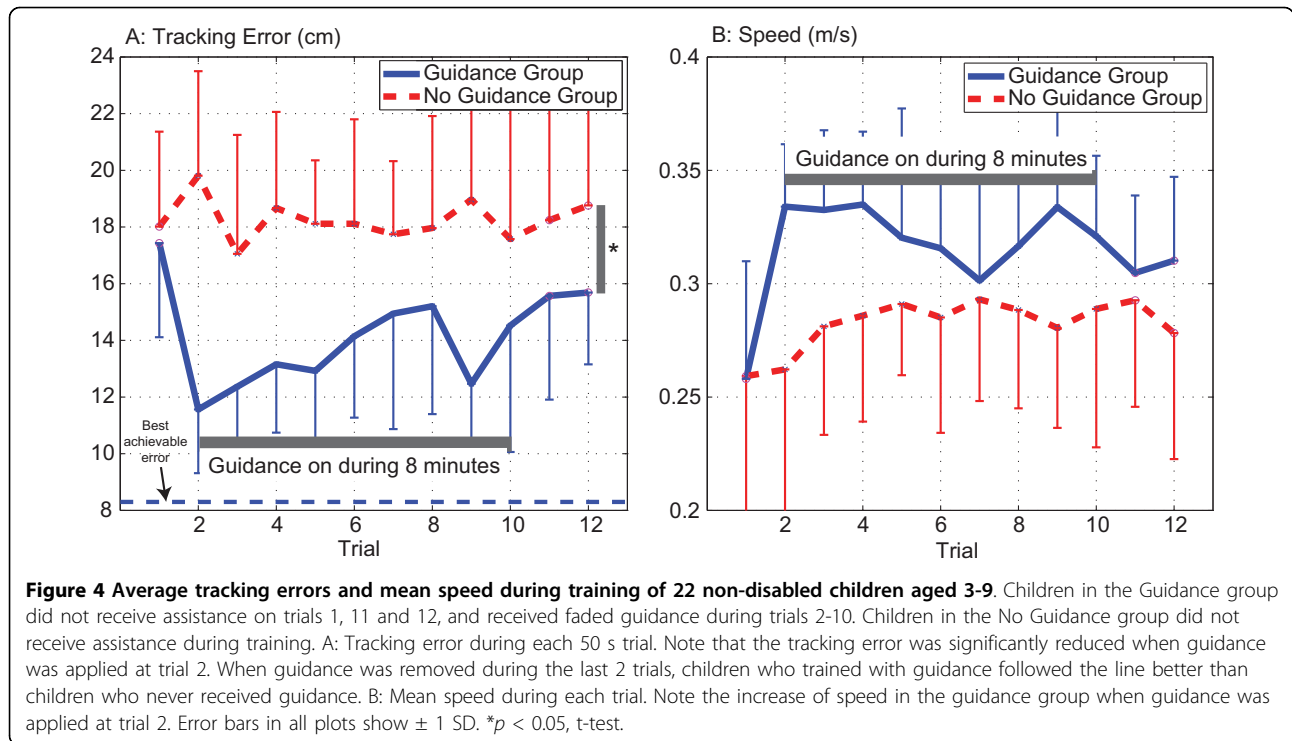 A: Tracking Error (cm)
24
22
20
18
16
14
12
10
8
Guidance Group
No Guidance Group
*
Best
achievable
error
Guidance on during 8 minutes
2 4 6 8 10 12
Trial
B: Speed (m/s)
0.4
0.35
0.3
0.25
0.2
Guidance Group
No Guidance Group
Guidance on during 8 minutes
2 4 6 8 10 12
Trial
Figure 4 Average tracking errors and mean speed during training of 22 non-disabled children aged 3-9. Children in the Guidance group
did not receive assistance on trials 1, 11 and 12, and received faded guidance during trials 2-10. Children in the No Guidance group did not
receive assistance during training. A: Tracking error during each 50 s trial. Note that the tracking error was significantly reduced when guidance
was applied at trial 2. When guidance was removed during the last 2 trials, children who trained with guidance followed the line better than
children who never received guidance. B: Mean speed during each trial. Note the increase of speed in the guidance group when guidance was
applied at trial 2. Error bars in all plots show ± 1 SD. *p < 0.05, t-test.